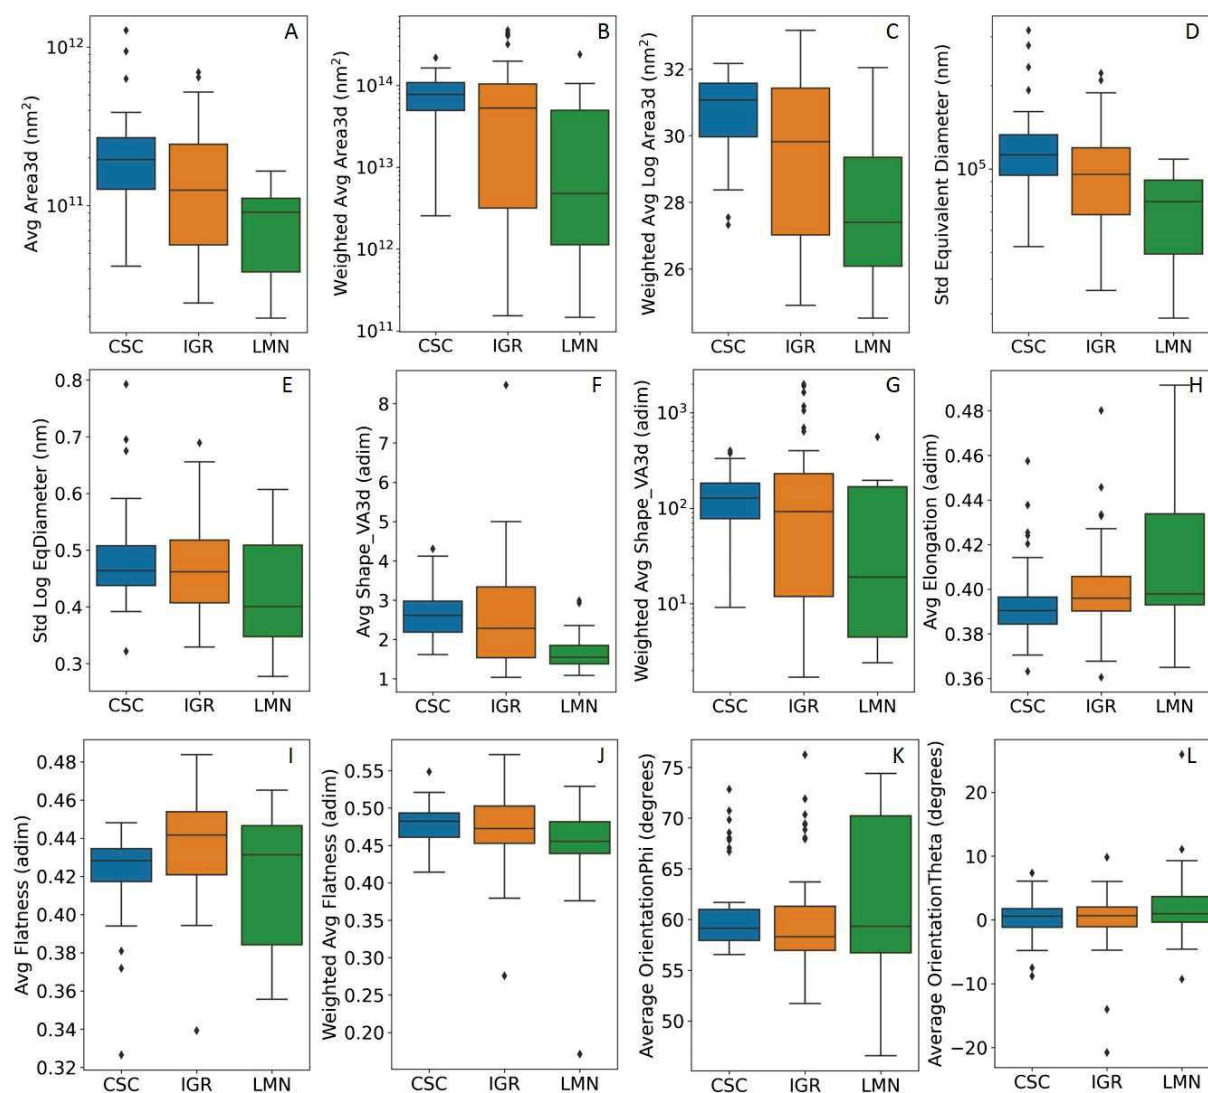 A
Avg Area3d (nm²)
10¹²
10¹¹
CSC IGR LMN
B
Weighted Avg Area3d (nm²)
10¹⁴
10¹³
10¹²
10¹¹
CSC IGR LMN
C
Weighted Avg Log Area3d (nm²)
32
30
28
26
CSC IGR LMN
D
Std Equivalent Diameter (nm)
10⁵
CSC IGR LMN
E
Std Log EqDiameter (nm)
0.8
0.7
0.6
0.5
0.4
0.3
CSC IGR LMN
F
Avg Shape_VA3d (adim)
8
7
6
5
4
3
2
1
CSC IGR LMN
G
Weighted Avg Shape_VA3d (adim)
10³
10²
10¹
CSC IGR LMN
H
Avg Elongation (adim)
0.48
0.46
0.44
0.42
0.40
0.38
0.36
CSC IGR LMN
I
Avg Flatness (adim)
0.48
0.46
0.44
0.42
0.40
0.38
0.36
0.34
0.32
CSC IGR LMN
J
Weighted Avg Flatness (adim)
0.55
0.50
0.45
0.40
0.35
0.30
0.25
0.20
CSC IGR LMN
K
Average OrientationPhi (degrees)
75
70
65
60
55
50
CSC IGR LMN
L
Average OrientationTheta (degrees)
20
10
0
−10
−20
CSC IGR LMN